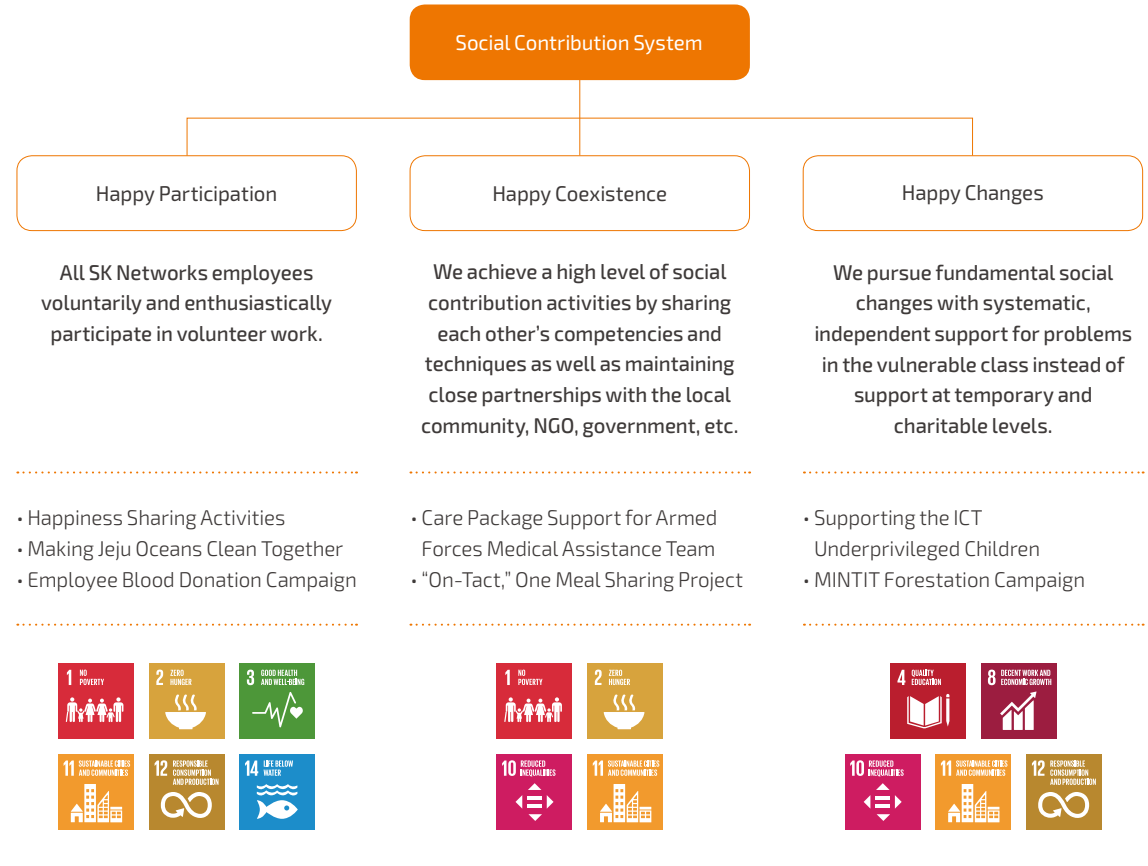 Social Contribution System
Happy Participation
All SK Networks employees
voluntarily and enthusiastically
participate in volunteer work.
• Happiness Sharing Activities
• Making Jeju Oceans Clean Together
• Employee Blood Donation Campaign
1 NO
POVERTY
2 ZERO
HUNGER
3 GOOD HEALTH
AND WELL-BEING
11 SUSTAINABLE CITIES
AND COMMUNITIES
12 RESPONSIBLE
CONSUMPTION
AND PRODUCTION
14 LIFE BELOW
WATER
Happy Coexistence
We achieve a high level of social
contribution activities by sharing
each other’s competencies and
techniques as well as maintaining
close partnerships with the local
community, NGO, government, etc.
• Care Package Support for Armed
Forces Medical Assistance Team
• “On-Tact,” One Meal Sharing Project
1 NO
POVERTY
2 ZERO
HUNGER
10 REDUCED
INEQUALITIES
11 SUSTAINABLE CITIES
AND COMMUNITIES
Happy Changes
We pursue fundamental social
changes with systematic,
independent support for problems
in the vulnerable class instead of
support at temporary and
charitable levels.
• Supporting the ICT
Underprivileged Children
• MINTIT Forestation Campaign
4 QUALITY
EDUCATION
8 DECENT WORK AND
ECONOMIC GROWTH
10 REDUCED
INEQUALITIES
11 SUSTAINABLE CITIES
AND COMMUNITIES
12 RESPONSIBLE
CONSUMPTION
AND PRODUCTION